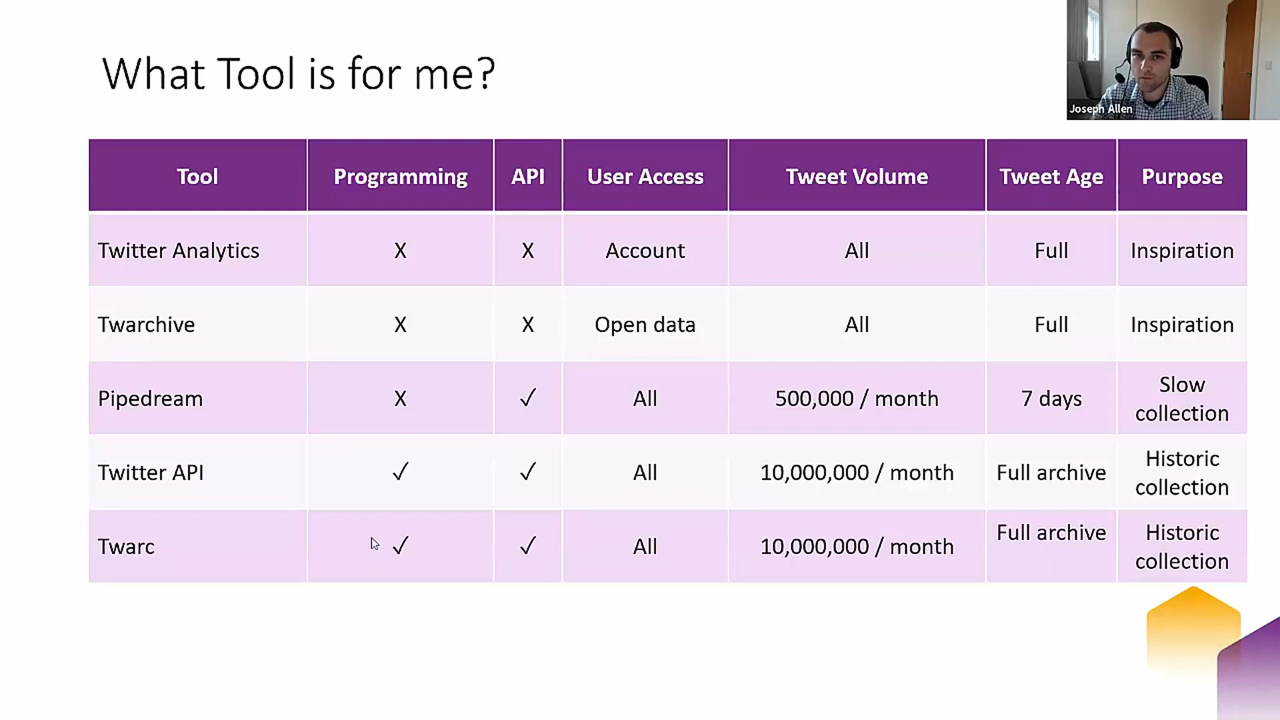 What Tool is for me?
Joseph Allen
Tool Programming API User Access Tweet Volume Tweet Age Purpose
Twitter Analytics X X Account All Full Inspiration
Twarchive X X Open data All Full Inspiration
Pipedream X ✓ All 500,000 / month 7 days Slow
collection
Twitter API ✓ ✓ All 10,000,000 / month Full archive Historic
collection
Twarc ✓ ✓ All 10,000,000 / month Full archive Historic
collection